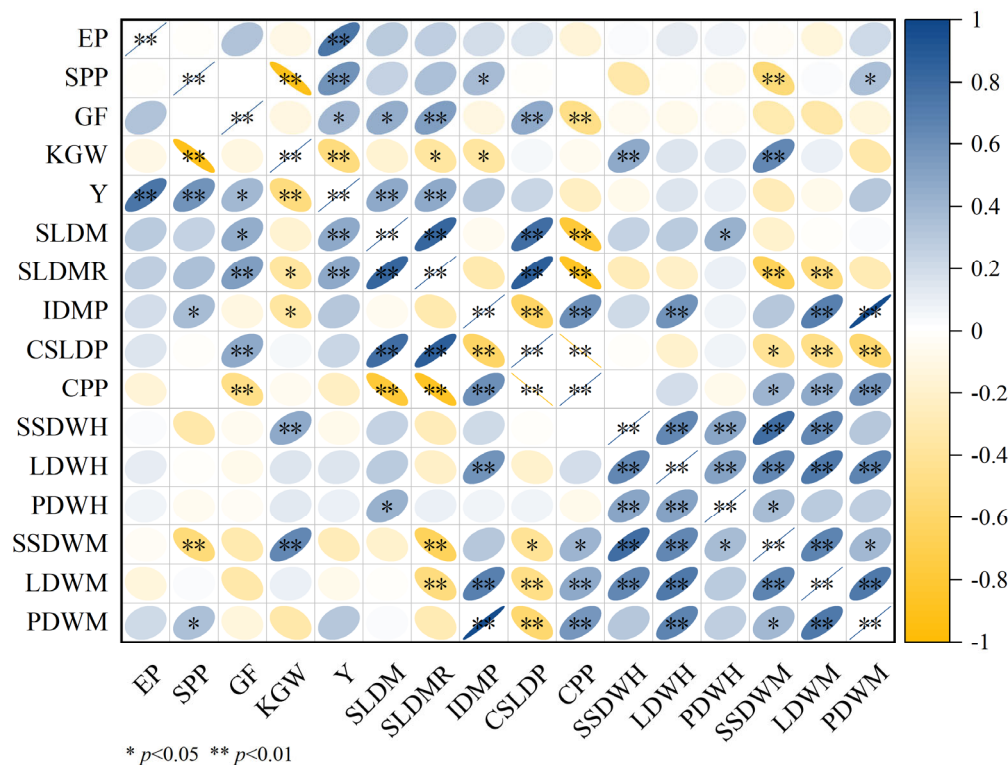 EP ** **
SPP ** ** ** * ** *
GF ** * * ** ** **
KGW ** ** ** * * ** **
Y ** ** * ** ** ** **
SLDM * ** ** ** ** ** *
SLDMR ** * ** ** ** ** ** ** **
IDMP * * ** ** ** ** ** **
CSLDP ** ** ** ** ** ** * ** **
CPP ** ** ** ** ** ** * ** **
SSDWH ** ** ** ** ** **
LDWH ** ** ** ** ** ** **
PDWH * ** ** ** *
SSDWM ** ** ** * * ** ** * ** ** *
LDWM ** ** ** ** ** ** ** ** **
PDWM * ** ** ** ** * ** **
EP SPP GF KGW Y SLDM SLDMR IDMP CSLDP CPP SSDWH LDWH PDWH SSDWM LDWM PDWM
1
0.8
0.6
0.4
0.2
0
-0.2
-0.4
-0.6
-0.8
-1
* p<0.05 ** p<0.01